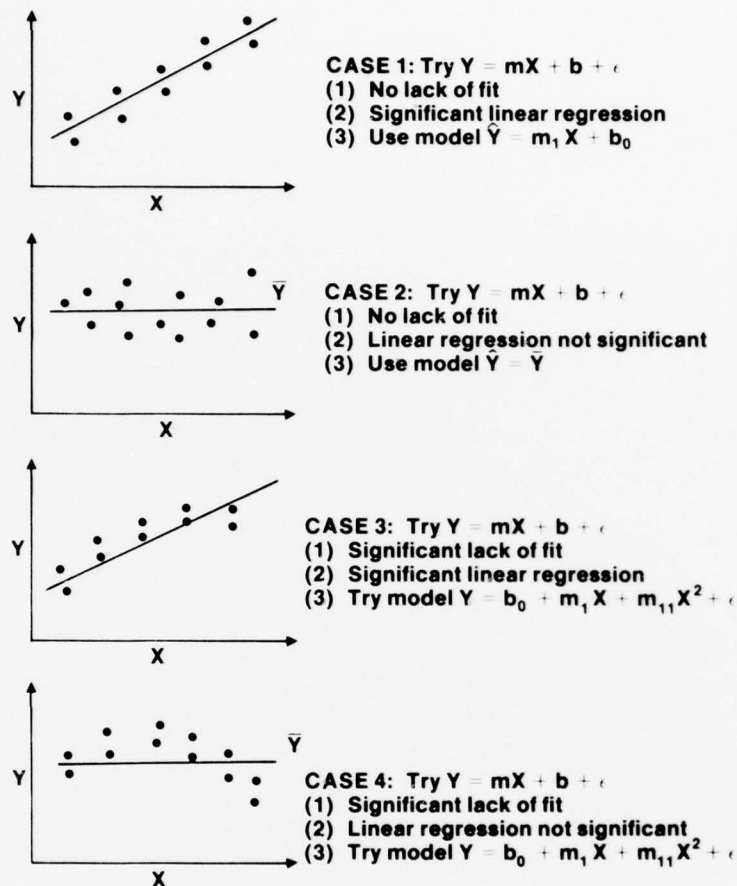 Y
X
CASE 1: Try Y = mX + b + ϵ
(1) No lack of fit
(2) Significant linear regression
(3) Use model Ŷ = m₁ X + b₀
Y
X
Ȳ
CASE 2: Try Y = mX + b + ϵ
(1) No lack of fit
(2) Linear regression not significant
(3) Use model Ŷ = Ȳ
Y
X
CASE 3: Try Y = mX + b + ϵ
(1) Significant lack of fit
(2) Significant linear regression
(3) Try model Y = b₀ + m₁X + m₁₁X² + ϵ
Y
X
Ȳ
CASE 4: Try Y = mX + b + ϵ
(1) Significant lack of fit
(2) Linear regression not significant
(3) Try model Y = b₀ + m₁X + m₁₁X² + ϵ